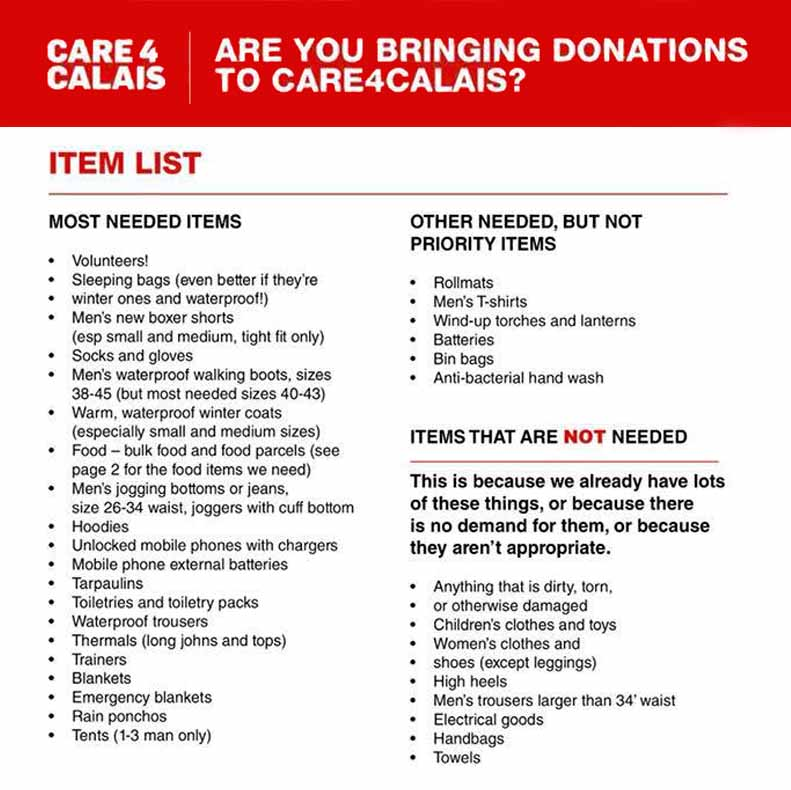 CARE 4
CALAIS
ARE YOU BRINGING DONATIONS
TO CARE4CALAIS?
ITEM LIST
MOST NEEDED ITEMS
• Volunteers!
• Sleeping bags (even better if they're
• winter ones and waterproof!)
• Men's new boxer shorts
(esp small and medium, tight fit only)
• Socks and gloves
• Men's waterproof walking boots, sizes
38-45 (but most needed sizes 40-43)
• Warm, waterproof winter coats
(especially small and medium sizes)
• Food – bulk food and food parcels (see
page 2 for the food items we need)
• Men's jogging bottoms or jeans,
size 26-34 waist, joggers with cuff bottom
• Hoodies
• Unlocked mobile phones with chargers
• Mobile phone external batteries
• Tarpaulins
• Toiletries and toiletry packs
• Waterproof trousers
• Thermals (long johns and tops)
• Trainers
• Blankets
• Emergency blankets
• Rain ponchos
• Tents (1-3 man only)
OTHER NEEDED, BUT NOT
PRIORITY ITEMS
• Rollmats
• Men's T-shirts
• Wind-up torches and lanterns
• Batteries
• Bin bags
• Anti-bacterial hand wash
ITEMS THAT ARE NOT NEEDED
This is because we already have lots
of these things, or because there
is no demand for them, or because
they aren't appropriate.
• Anything that is dirty, torn,
• or otherwise damaged
• Children's clothes and toys
• Women's clothes and
• shoes (except leggings)
• High heels
• Men's trousers larger than 34' waist
• Electrical goods
• Handbags
• Towels